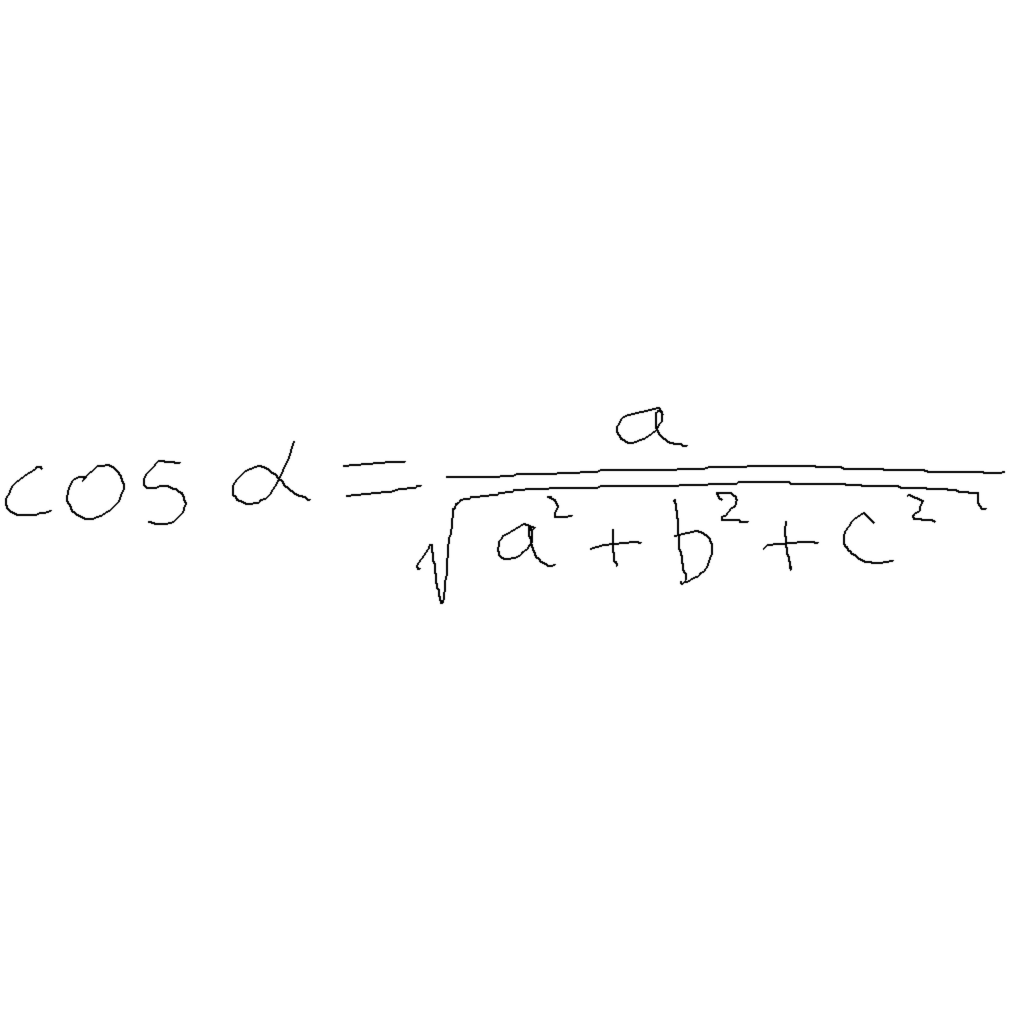 cos α = a / √(a² + b² + c²)